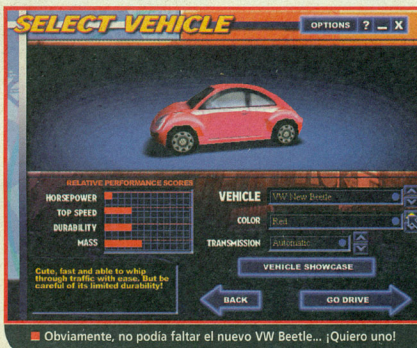 SELECT VEHICLE
OPTIONS ? – X
RELATIVE PERFORMANCE SCORES
HORSEPOWER
TOP SPEED
DURABILITY
MASS
VEHICLE VW New Beetle
COLOR Red
TRANSMISSION Automatic
VEHICLE SHOWCASE
Cute, fast and able to whip
through traffic with ease. But be
careful of its limited durability!
BACK
GO DRIVE
Obviamente, no podía faltar el nuevo VW Beetle... ¡Quiero uno!